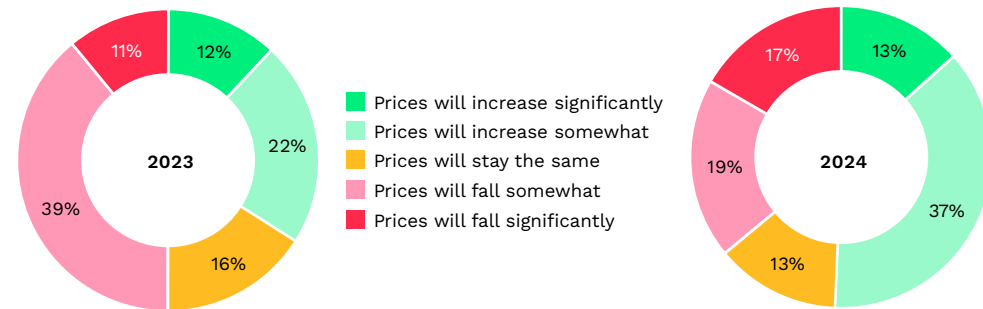 11%
12%
22%
2023
39%
16%
Prices will increase significantly
Prices will increase somewhat
Prices will stay the same
Prices will fall somewhat
Prices will fall significantly
17%
13%
19%
2024
37%
13%